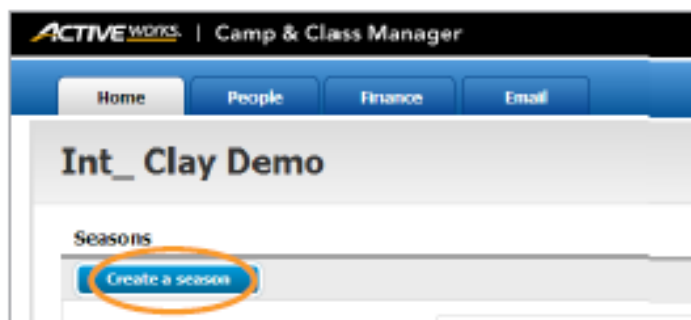 ACTIVEWORKS. | Camp & Class Manager
Home People Finance Email
Int_ Clay Demo
Seasons
Create a season